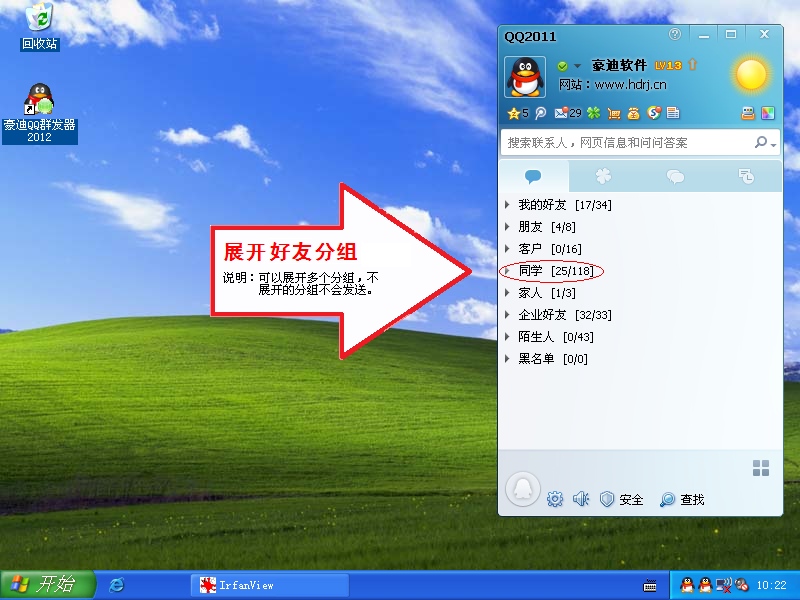 回收站
豪迪QQ群发器
2012
展开好友分组
说明：可以展开多个分组，不
展开的分组不会发送。
QQ2011
豪迪软件 LV13
网站：www.hdrj.cn
5 29
搜索联系人，网页信息和问问答案
我的好友 [17/34]
朋友 [4/8]
客户 [0/16]
同学 [25/118]
家人 [1/3]
企业好友 [32/33]
陌生人 [0/43]
黑名单 [0/0]
安全 查找
开始
IrfanView
10:22